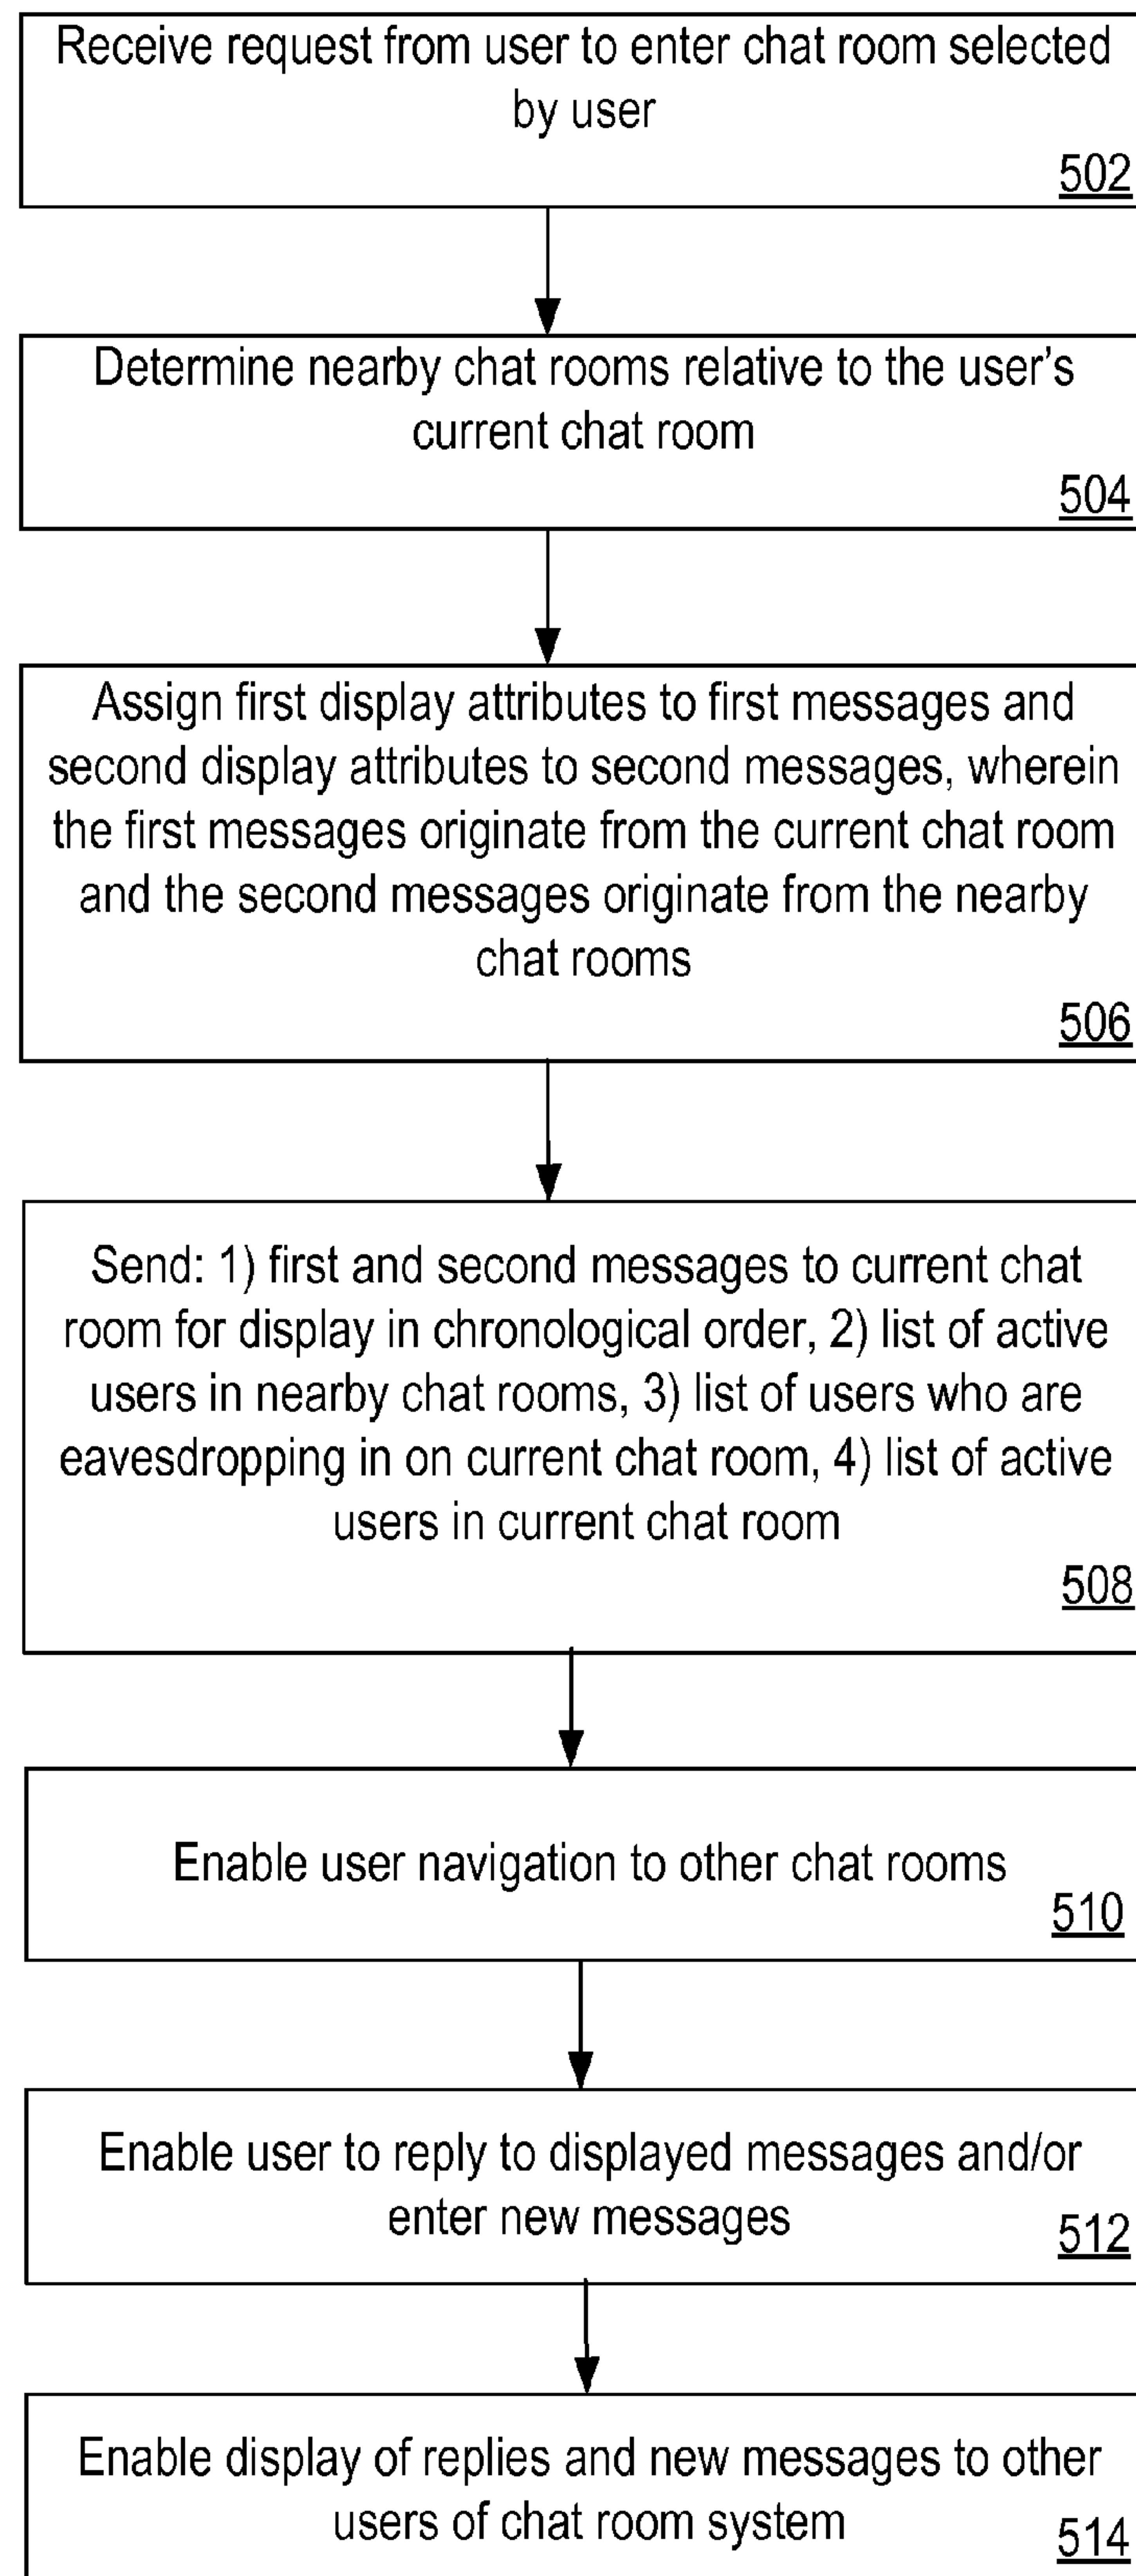 Receive request from user to enter chat room selected
by user
502
Determine nearby chat rooms relative to the user's
current chat room
504
Assign first display attributes to first messages and
second display attributes to second messages, wherein
the first messages originate from the current chat room
and the second messages originate from the nearby
chat rooms
506
Send: 1) first and second messages to current chat
room for display in chronological order, 2) list of active
users in nearby chat rooms, 3) list of users who are
eavesdropping in on current chat room, 4) list of active
users in current chat room
508
Enable user navigation to other chat rooms
510
Enable user to reply to displayed messages and/or
enter new messages
512
Enable display of replies and new messages to other
users of chat room system
514